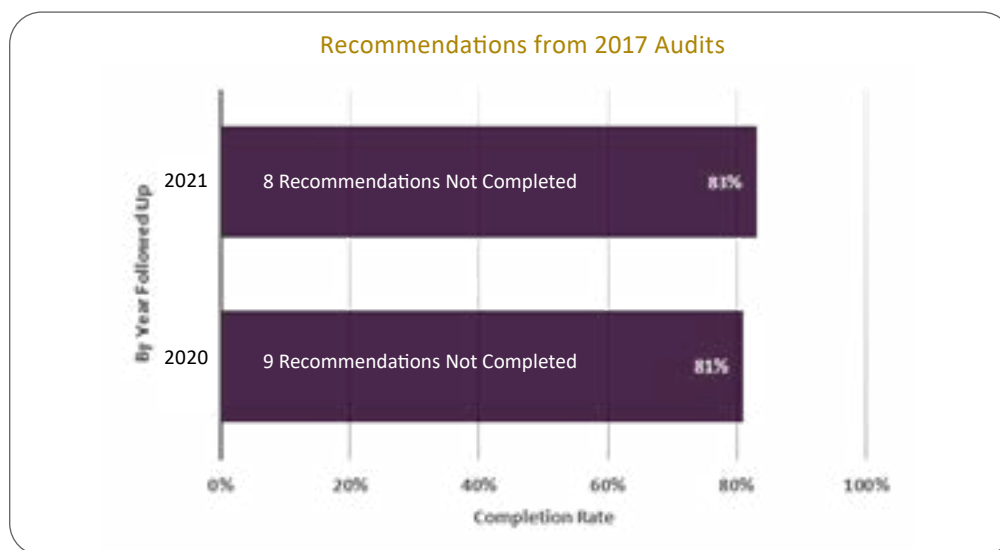 Recommendations from 2017 Audits
By Year Followed Up
2021
8 Recommendations Not Completed
83%
2020
9 Recommendations Not Completed
81%
0% 20% 40% 60% 80% 100%
Completion Rate